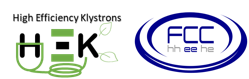 High Efficiency Klystrons
HEK
FCC
hh ee he